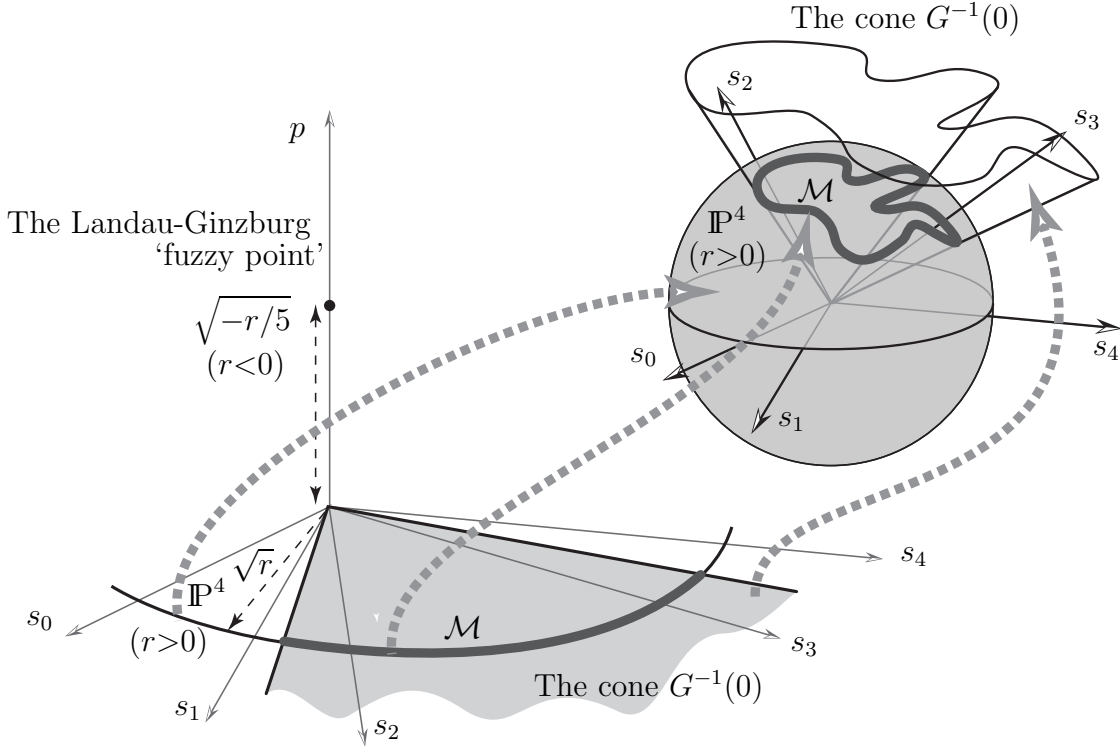 The cone G⁻¹(0)
s₂
s₃
p
ℳ
The Landau-Ginzburg
‘fuzzy point’
ℙ⁴
(r>0)
√−r/5
(r<0)
s₀
s₄
s₁
√r
s₄
ℙ⁴
s₀
(r>0)
ℳ
s₃
The cone G⁻¹(0)
s₁
s₂